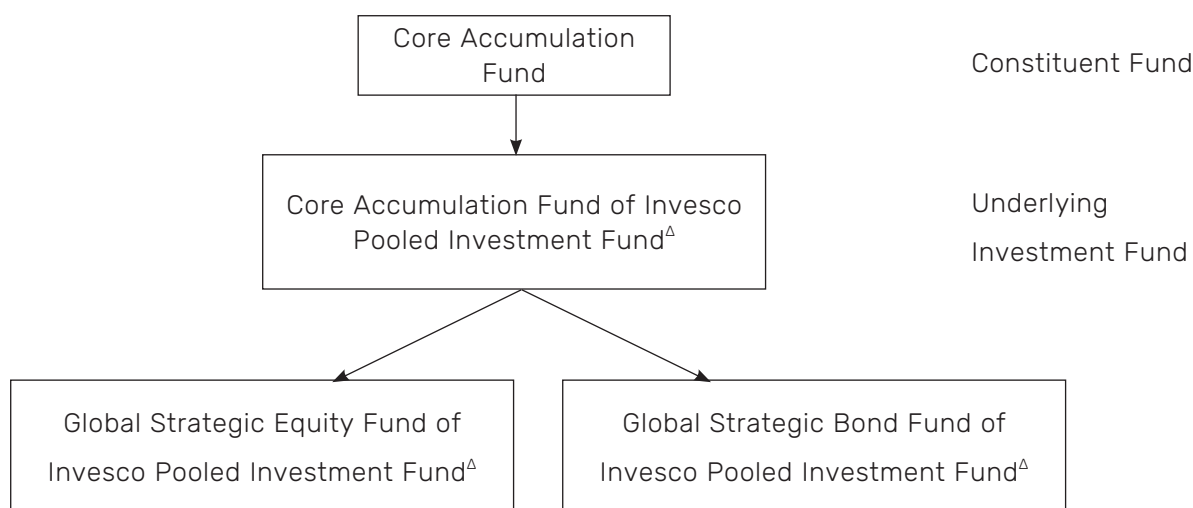 Core Accumulation
Fund
Constituent Fund
Core Accumulation Fund of Invesco
Pooled Investment Fund^Δ
Underlying
Investment Fund
Global Strategic Equity Fund of
Invesco Pooled Investment Fund^Δ
Global Strategic Bond Fund of
Invesco Pooled Investment Fund^Δ